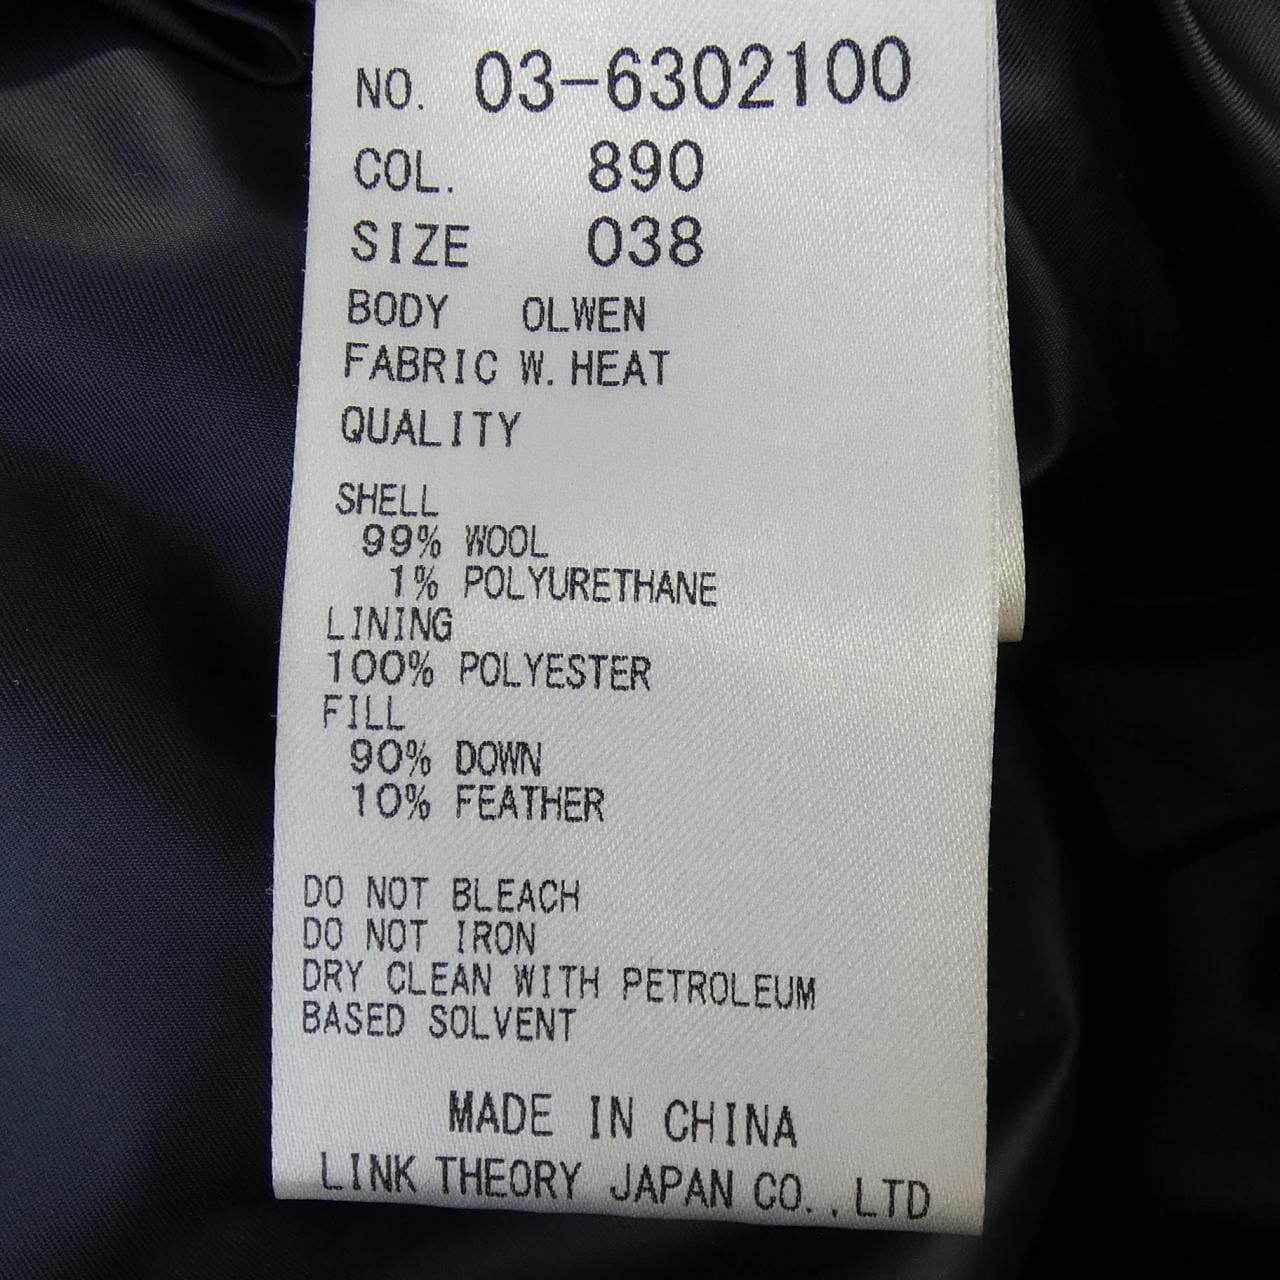 NO. 03-6302100
COL. 890
SIZE 038
BODY OLWEN
FABRIC W. HEAT
QUALITY
SHELL
99% WOOL
1% POLYURETHANE
LINING
100% POLYESTER
FILL
90% DOWN
10% FEATHER
DO NOT BLEACH
DO NOT IRON
DRY CLEAN WITH PETROLEUM
BASED SOLVENT
MADE IN CHINA
LINK THEORY JAPAN CO., LTD